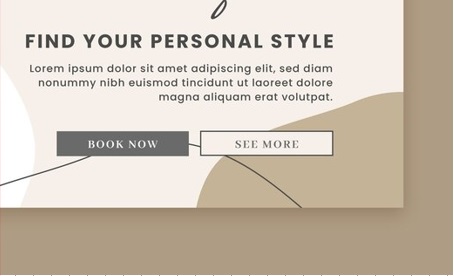 FIND YOUR PERSONAL STYLE
Lorem ipsum dolor sit amet adipiscing elit, sed diam
nonummy nibh euismod tincidunt ut laoreet dolore
magna aliquam erat volutpat.
BOOK NOW SEE MORE